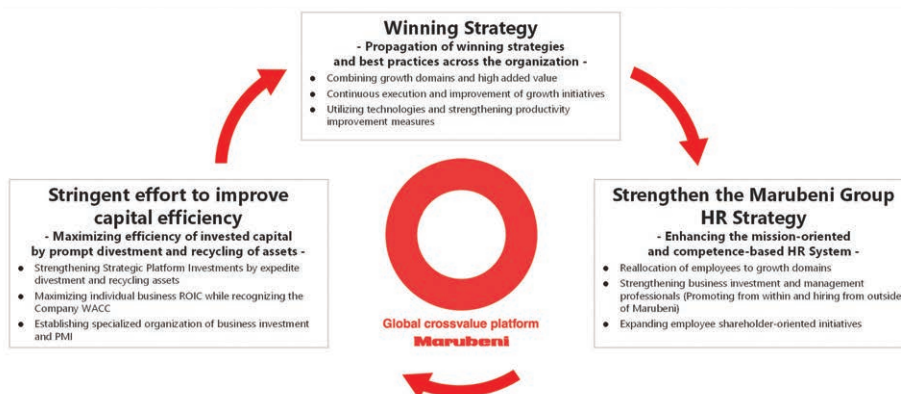 Winning Strategy
- Propagation of winning strategies
and best practices across the organization -
● Combining growth domains and high added value
● Continuous execution and improvement of growth initiatives
● Utilizing technologies and strengthening productivity
improvement measures
Stringent effort to improve
capital efficiency
- Maximizing efficiency of invested capital
by prompt divestment and recycling of assets -
● Strengthening Strategic Platform Investments by expedite
divestment and recycling assets
● Maximizing individual business ROIC while recognizing the
Company WACC
● Establishing specialized organization of business investment
and PMI
Strengthen the Marubeni Group
HR Strategy
- Enhancing the mission-oriented
and competence-based HR System -
● Reallocation of employees to growth domains
● Strengthening business investment and management
professionals (Promoting from within and hiring from outside
of Marubeni)
● Expanding employee shareholder-oriented initiatives
Global crossvalue platform
Marubeni